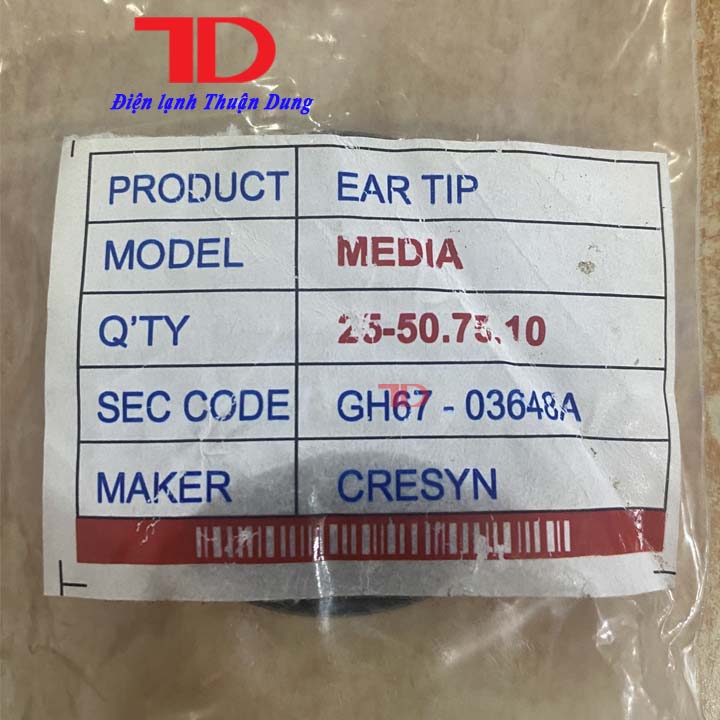 TD
Điện lạnh Thuận Dung
PRODUCT EAR TIP
MODEL MEDIA
Q'TY 25-50.75.10
SEC CODE GH67 - 03648A
TD
MAKER CRESYN